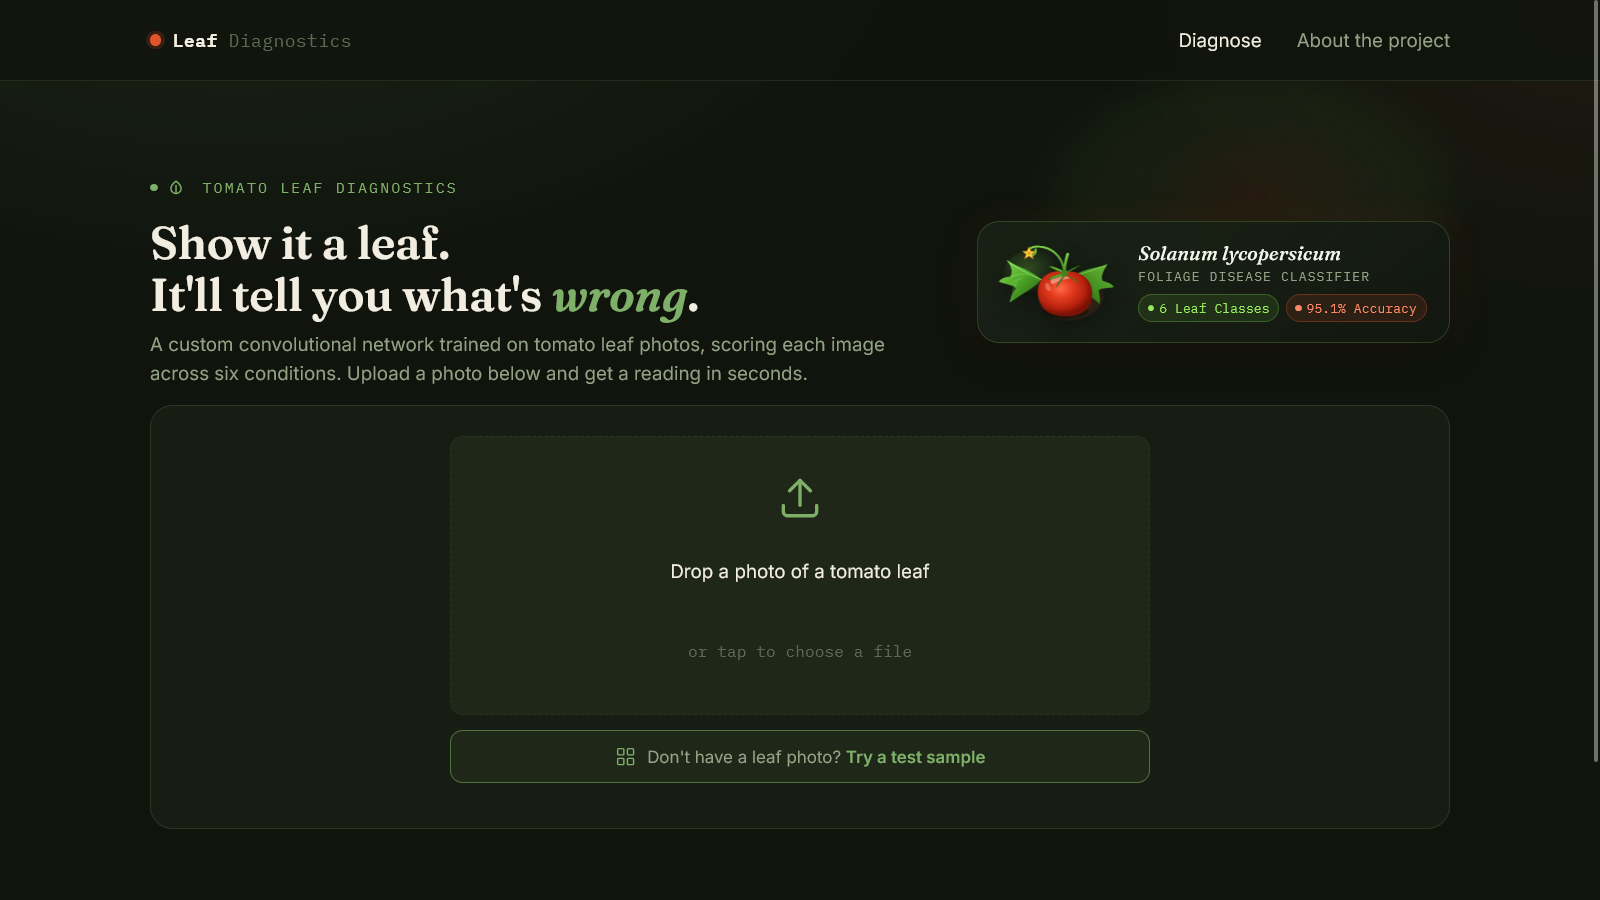 Leaf Diagnostics
Diagnose
About the project
TOMATO LEAF DIAGNOSTICS
Show it a leaf.
It'll tell you what's wrong.
A custom convolutional network trained on tomato leaf photos, scoring each image
across six conditions. Upload a photo below and get a reading in seconds.
Solanum lycopersicum
FOLIAGE DISEASE CLASSIFIER
6 Leaf Classes
95.1% Accuracy
Drop a photo of a tomato leaf
or tap to choose a file
Don't have a leaf photo? Try a test sample